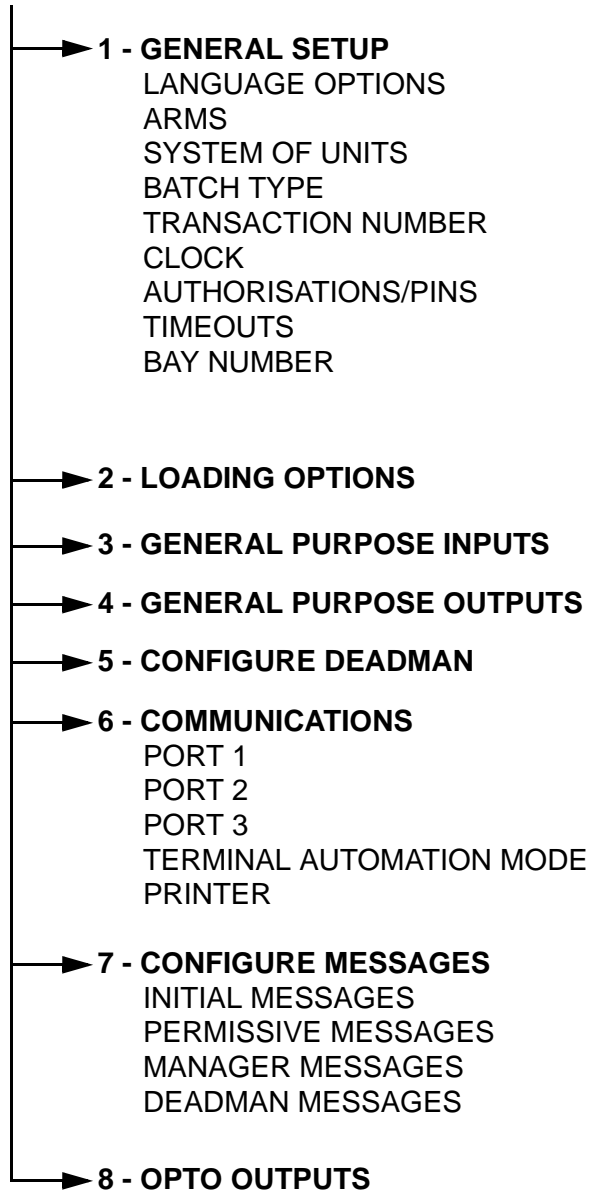 1 - GENERAL SETUP
LANGUAGE OPTIONS
ARMS
SYSTEM OF UNITS
BATCH TYPE
TRANSACTION NUMBER
CLOCK
AUTHORISATIONS/PINS
TIMEOUTS
BAY NUMBER
2 - LOADING OPTIONS
3 - GENERAL PURPOSE INPUTS
4 - GENERAL PURPOSE OUTPUTS
5 - CONFIGURE DEADMAN
6 - COMMUNICATIONS
PORT 1
PORT 2
PORT 3
TERMINAL AUTOMATION MODE
PRINTER
7 - CONFIGURE MESSAGES
INITIAL MESSAGES
PERMISSIVE MESSAGES
MANAGER MESSAGES
DEADMAN MESSAGES
8 - OPTO OUTPUTS